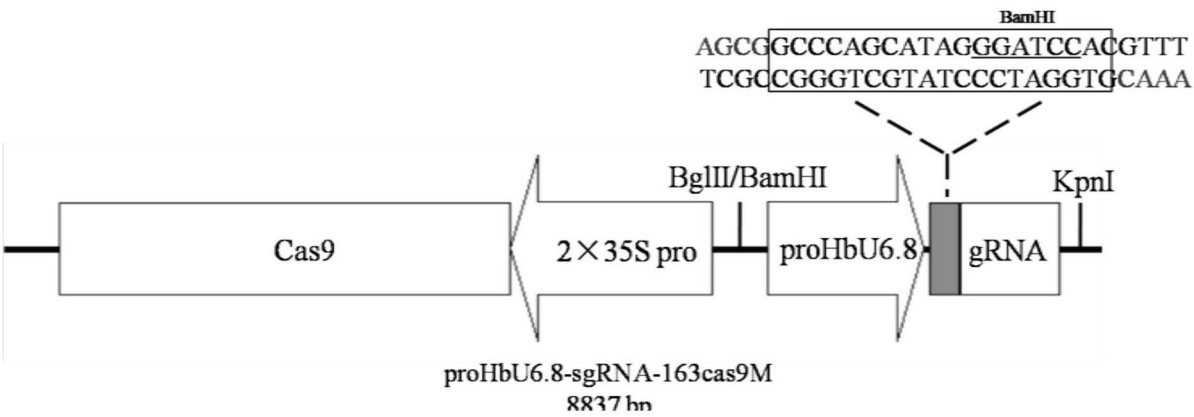 BamHI
AGCGGCCCAGCATAGGGATCCACGTTT
TCGCCGGGTCGTATCCCTAGGTGCAAA
BglII/BamHI
KpnI
Cas9
2×35S pro
proHbU6.8
gRNA
proHbU6.8-sgRNA-163cas9M
8837 bp